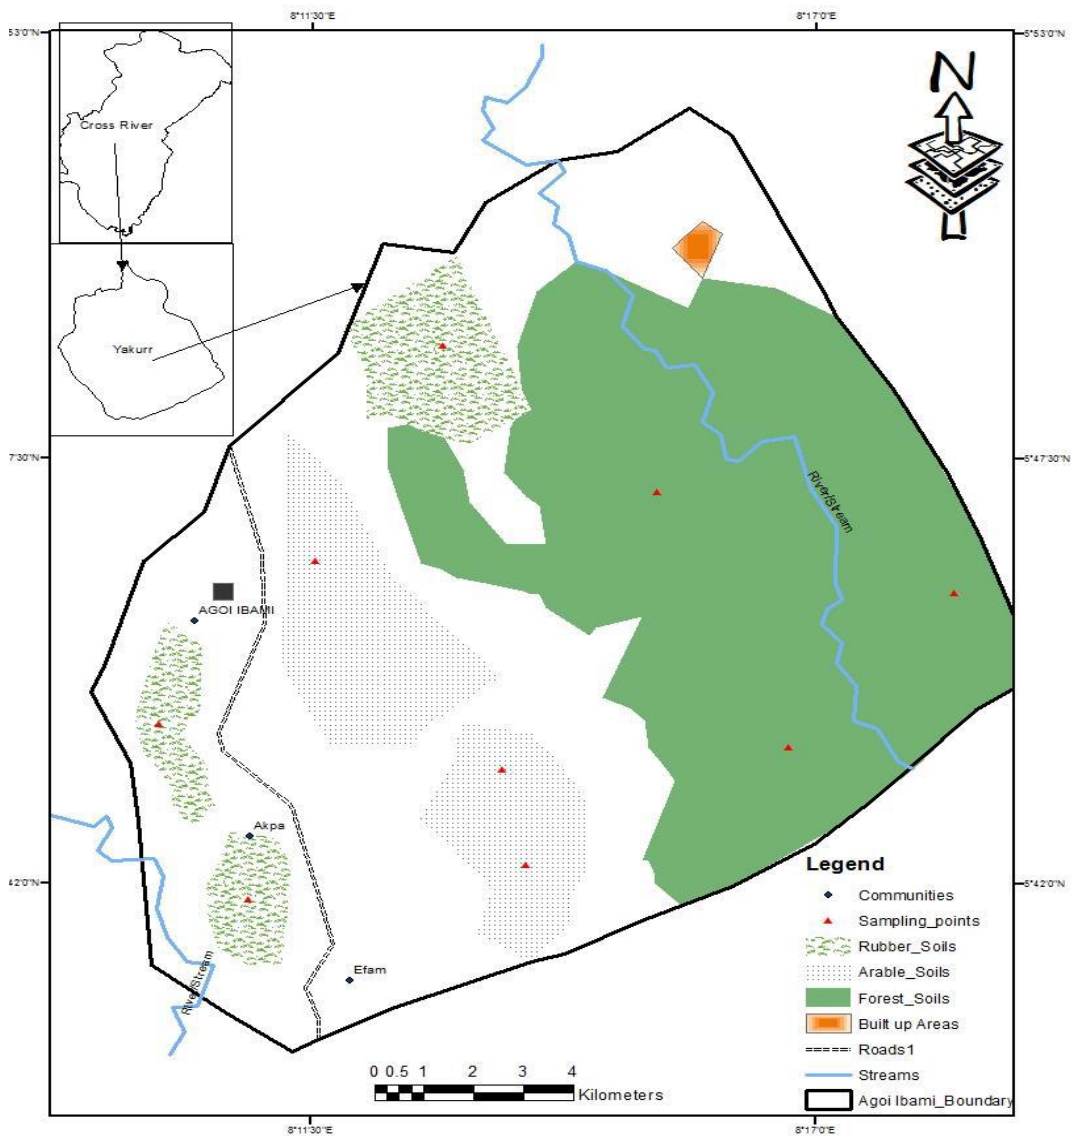 8°11'30"E
8°17'0"E
53'0"N
5°53'0"N
N
Cross River
Yakurr
7'30"N
5°47'30"N
River/Stream
AGOI IBAMI
Akpa
42'0"N
5°42'0"N
River/Stream
Efam
Legend
Communities
Sampling_points
Rubber_Soils
Arable_Soils
Forest_Soils
Built up Areas
Roads1
Streams
Agoi Ibami_Boundary
0 0.5 1 2 3 4
Kilometers
8°11'30"E
8°17'0"E